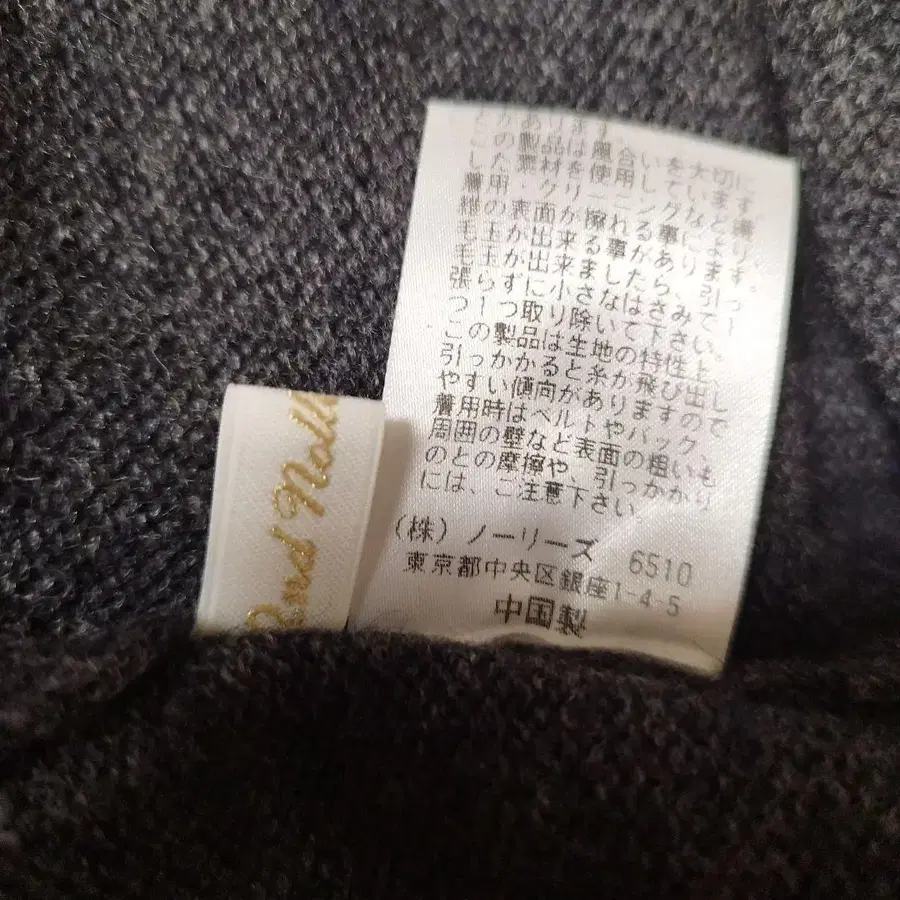 とがあります。
この製品は風合いを大切に
した素材を使用しています。
着用・クリーニングなど、織り
組の表面が擦れる事により
毛玉が出来る事があります。
毛玉が出来ましたら、引っ
張らずに小さなはさみで1
つ1つ取り除いて下さい。
この製品は生地の特性上、
引っかかると糸が飛び出し
やすい傾向がありますので
着用時はベルトやバック、
周囲の壁など表面の粗いも
のとの摩擦や、引っかかり
には、ご注意下さい。
(株) ノーリーズ 6510
東京都中央区銀座1-4-5
中国製